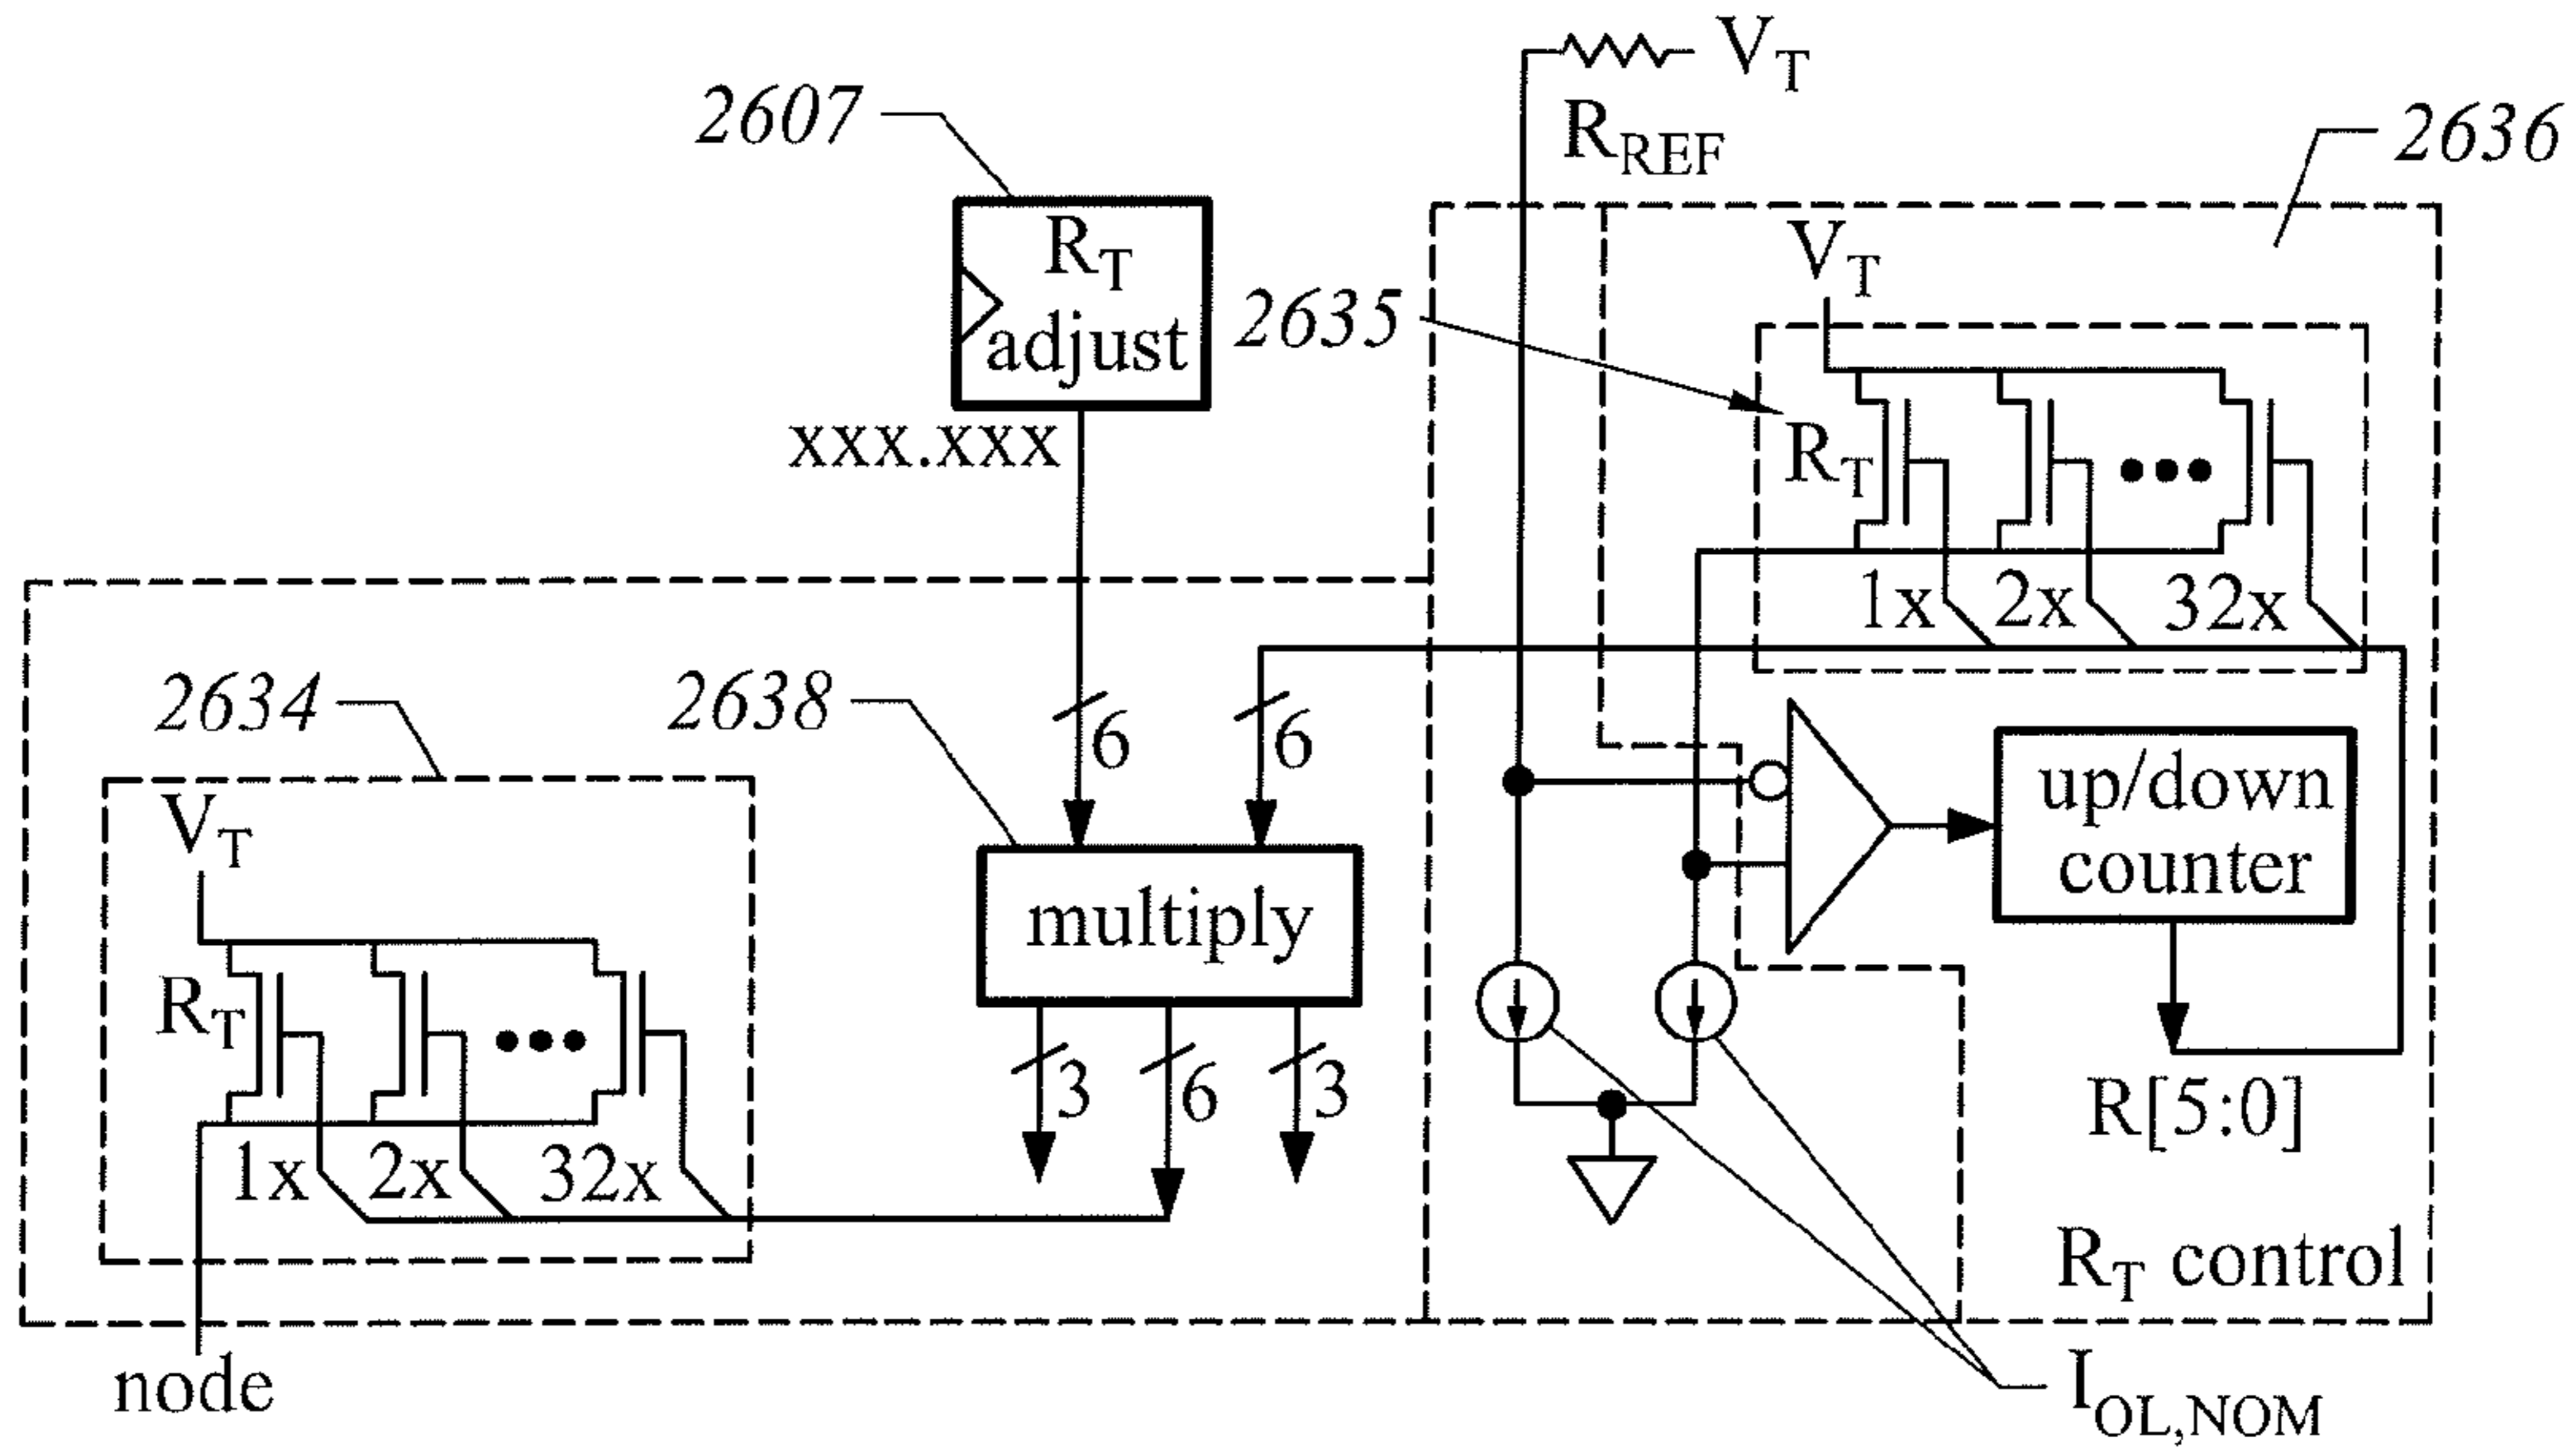 V_T
R_REF
2607
2636
R_T
adjust
2635
V_T
xxx.xxx
R_T
1x 2x 32x
2634
2638
6 6
V_T
up/down
counter
multiply
R_T
3 6 3
R[5:0]
1x 2x 32x
R_T control
node
I_OL,NOM